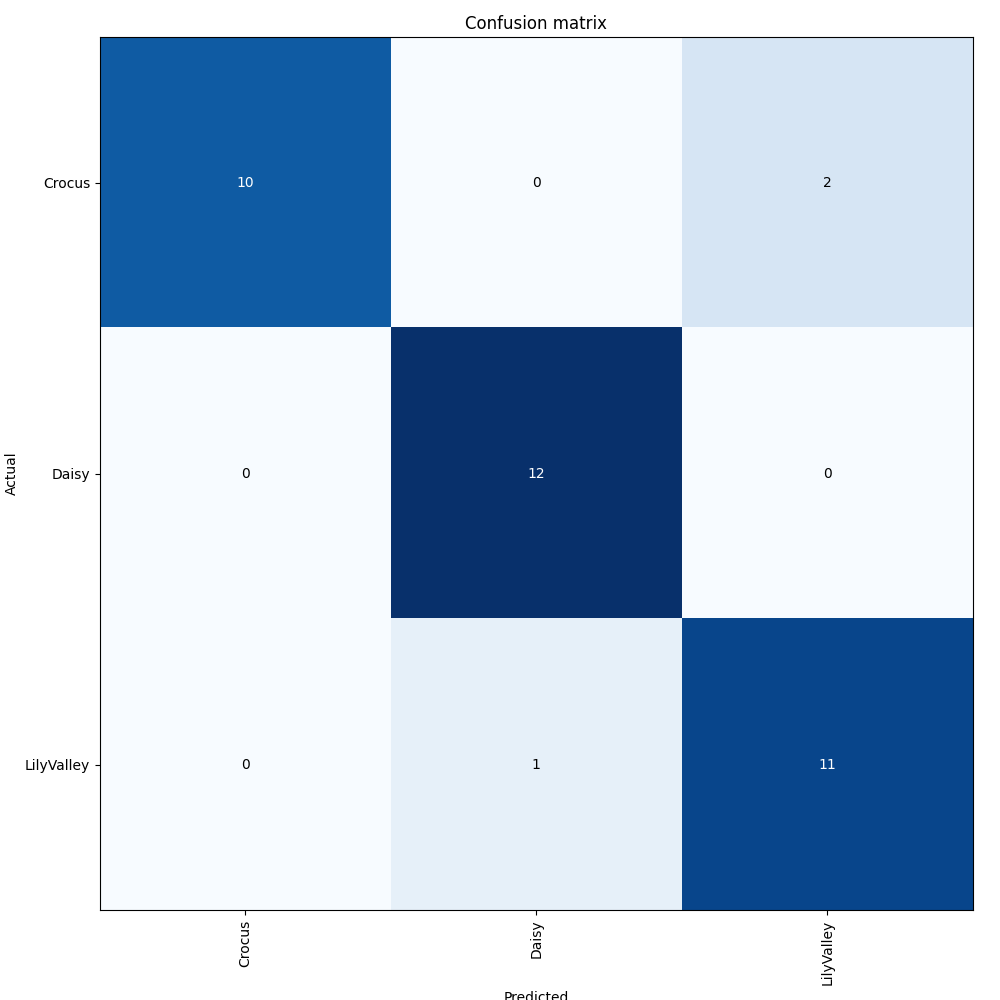 Confusion matrix
Actual
Crocus 10 0 2
Daisy 0 12 0
LilyValley 0 1 11
Crocus Daisy LilyValley
Predicted